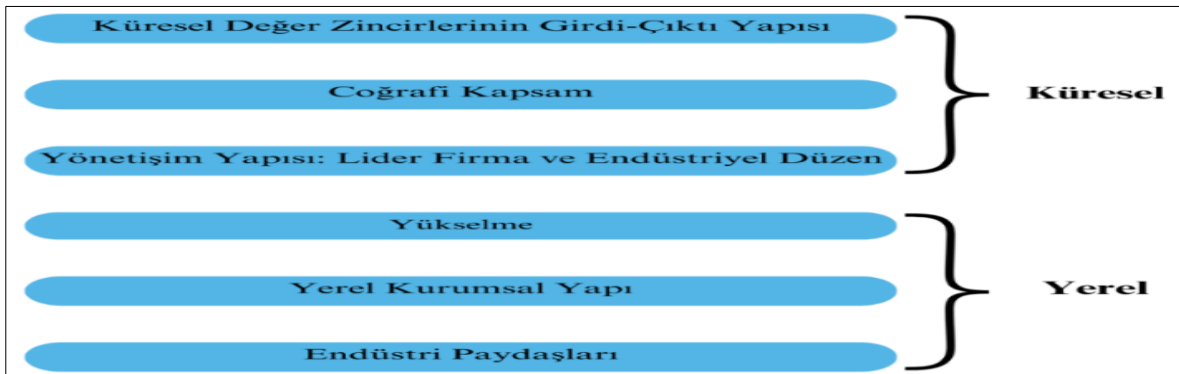 Küresel Değer Zincirlerinin Girdi-Çıktı Yapısı
Coğrafi Kapsam
Küresel
Yönetişim Yapısı: Lider Firma ve Endüstriyel Düzen
Yükselme
Yerel Kurumsal Yapı
Yerel
Endüstri Paydaşları